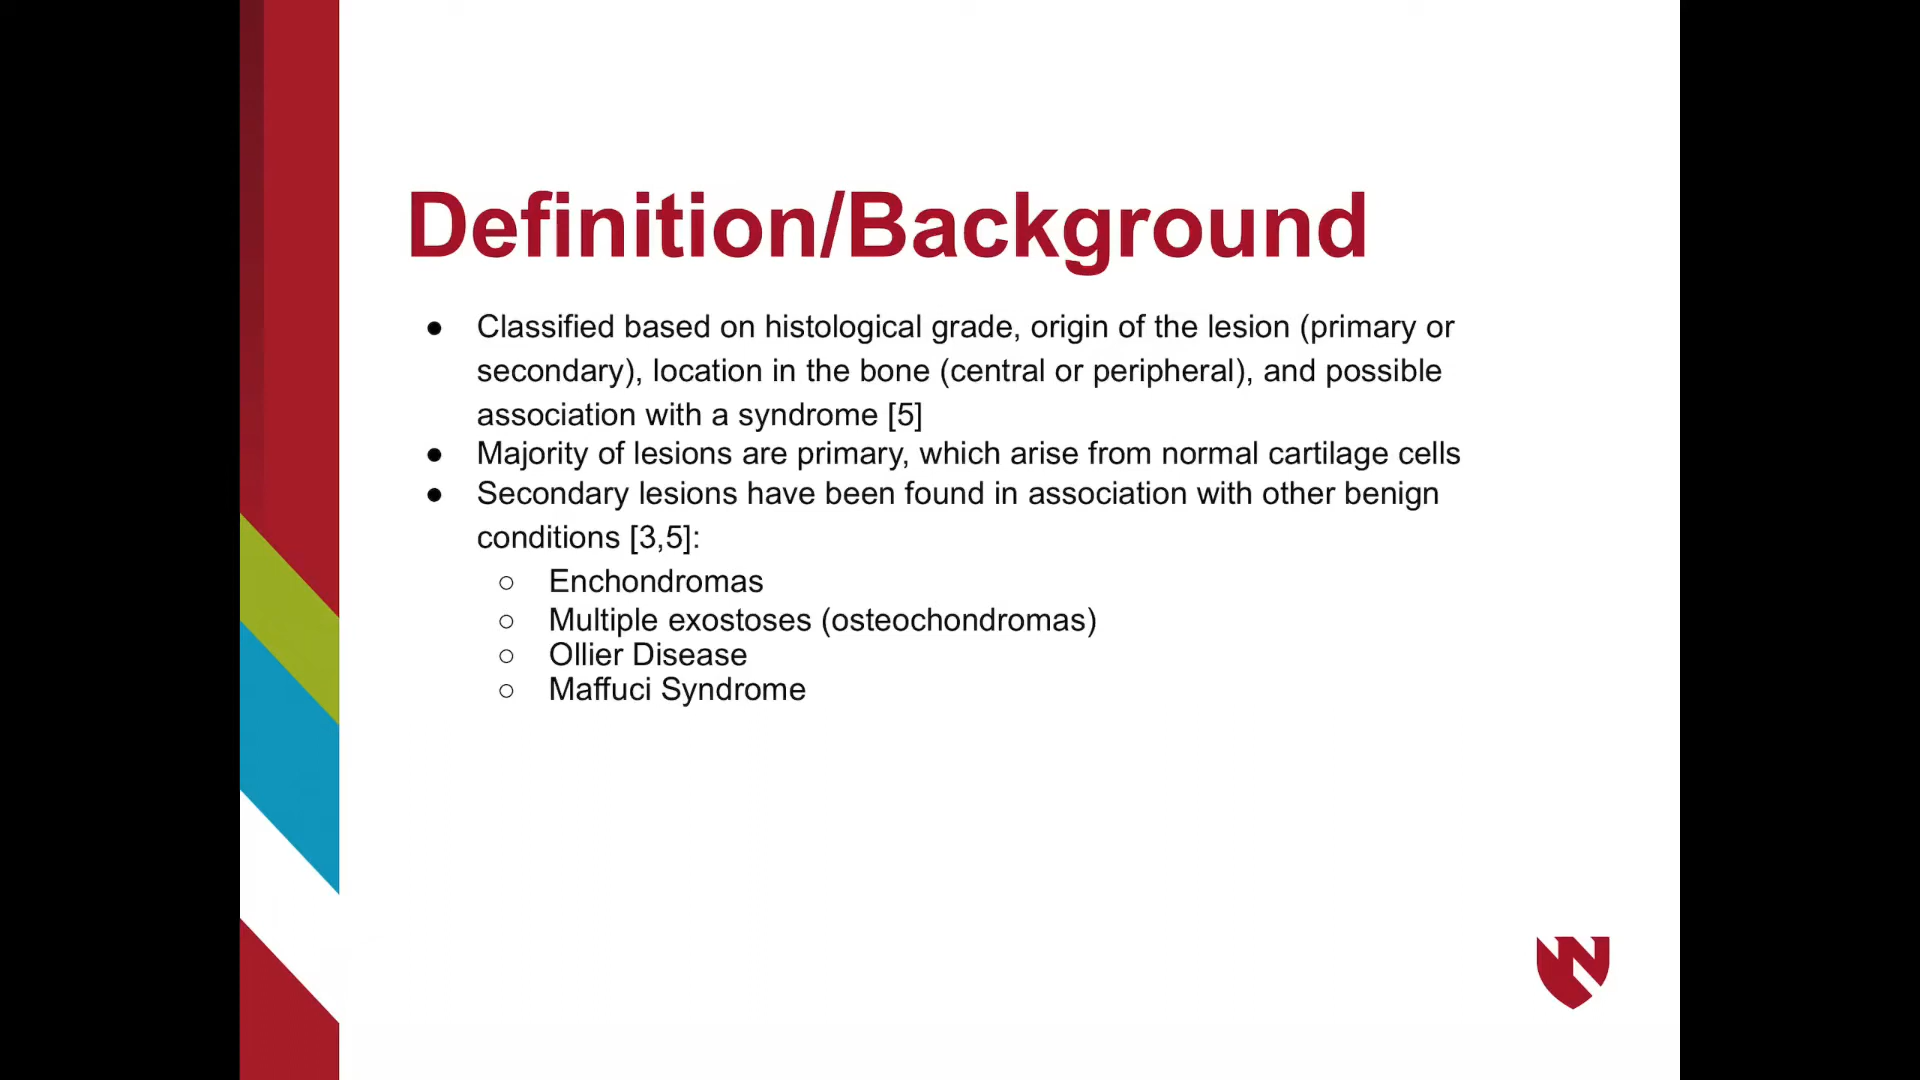 Definition/Background
● Classified based on histological grade, origin of the lesion (primary or
secondary), location in the bone (central or peripheral), and possible
association with a syndrome [5]
● Majority of lesions are primary, which arise from normal cartilage cells
● Secondary lesions have been found in association with other benign
conditions [3,5]:
○ Enchondromas
○ Multiple exostoses (osteochondromas)
○ Ollier Disease
○ Maffuci Syndrome